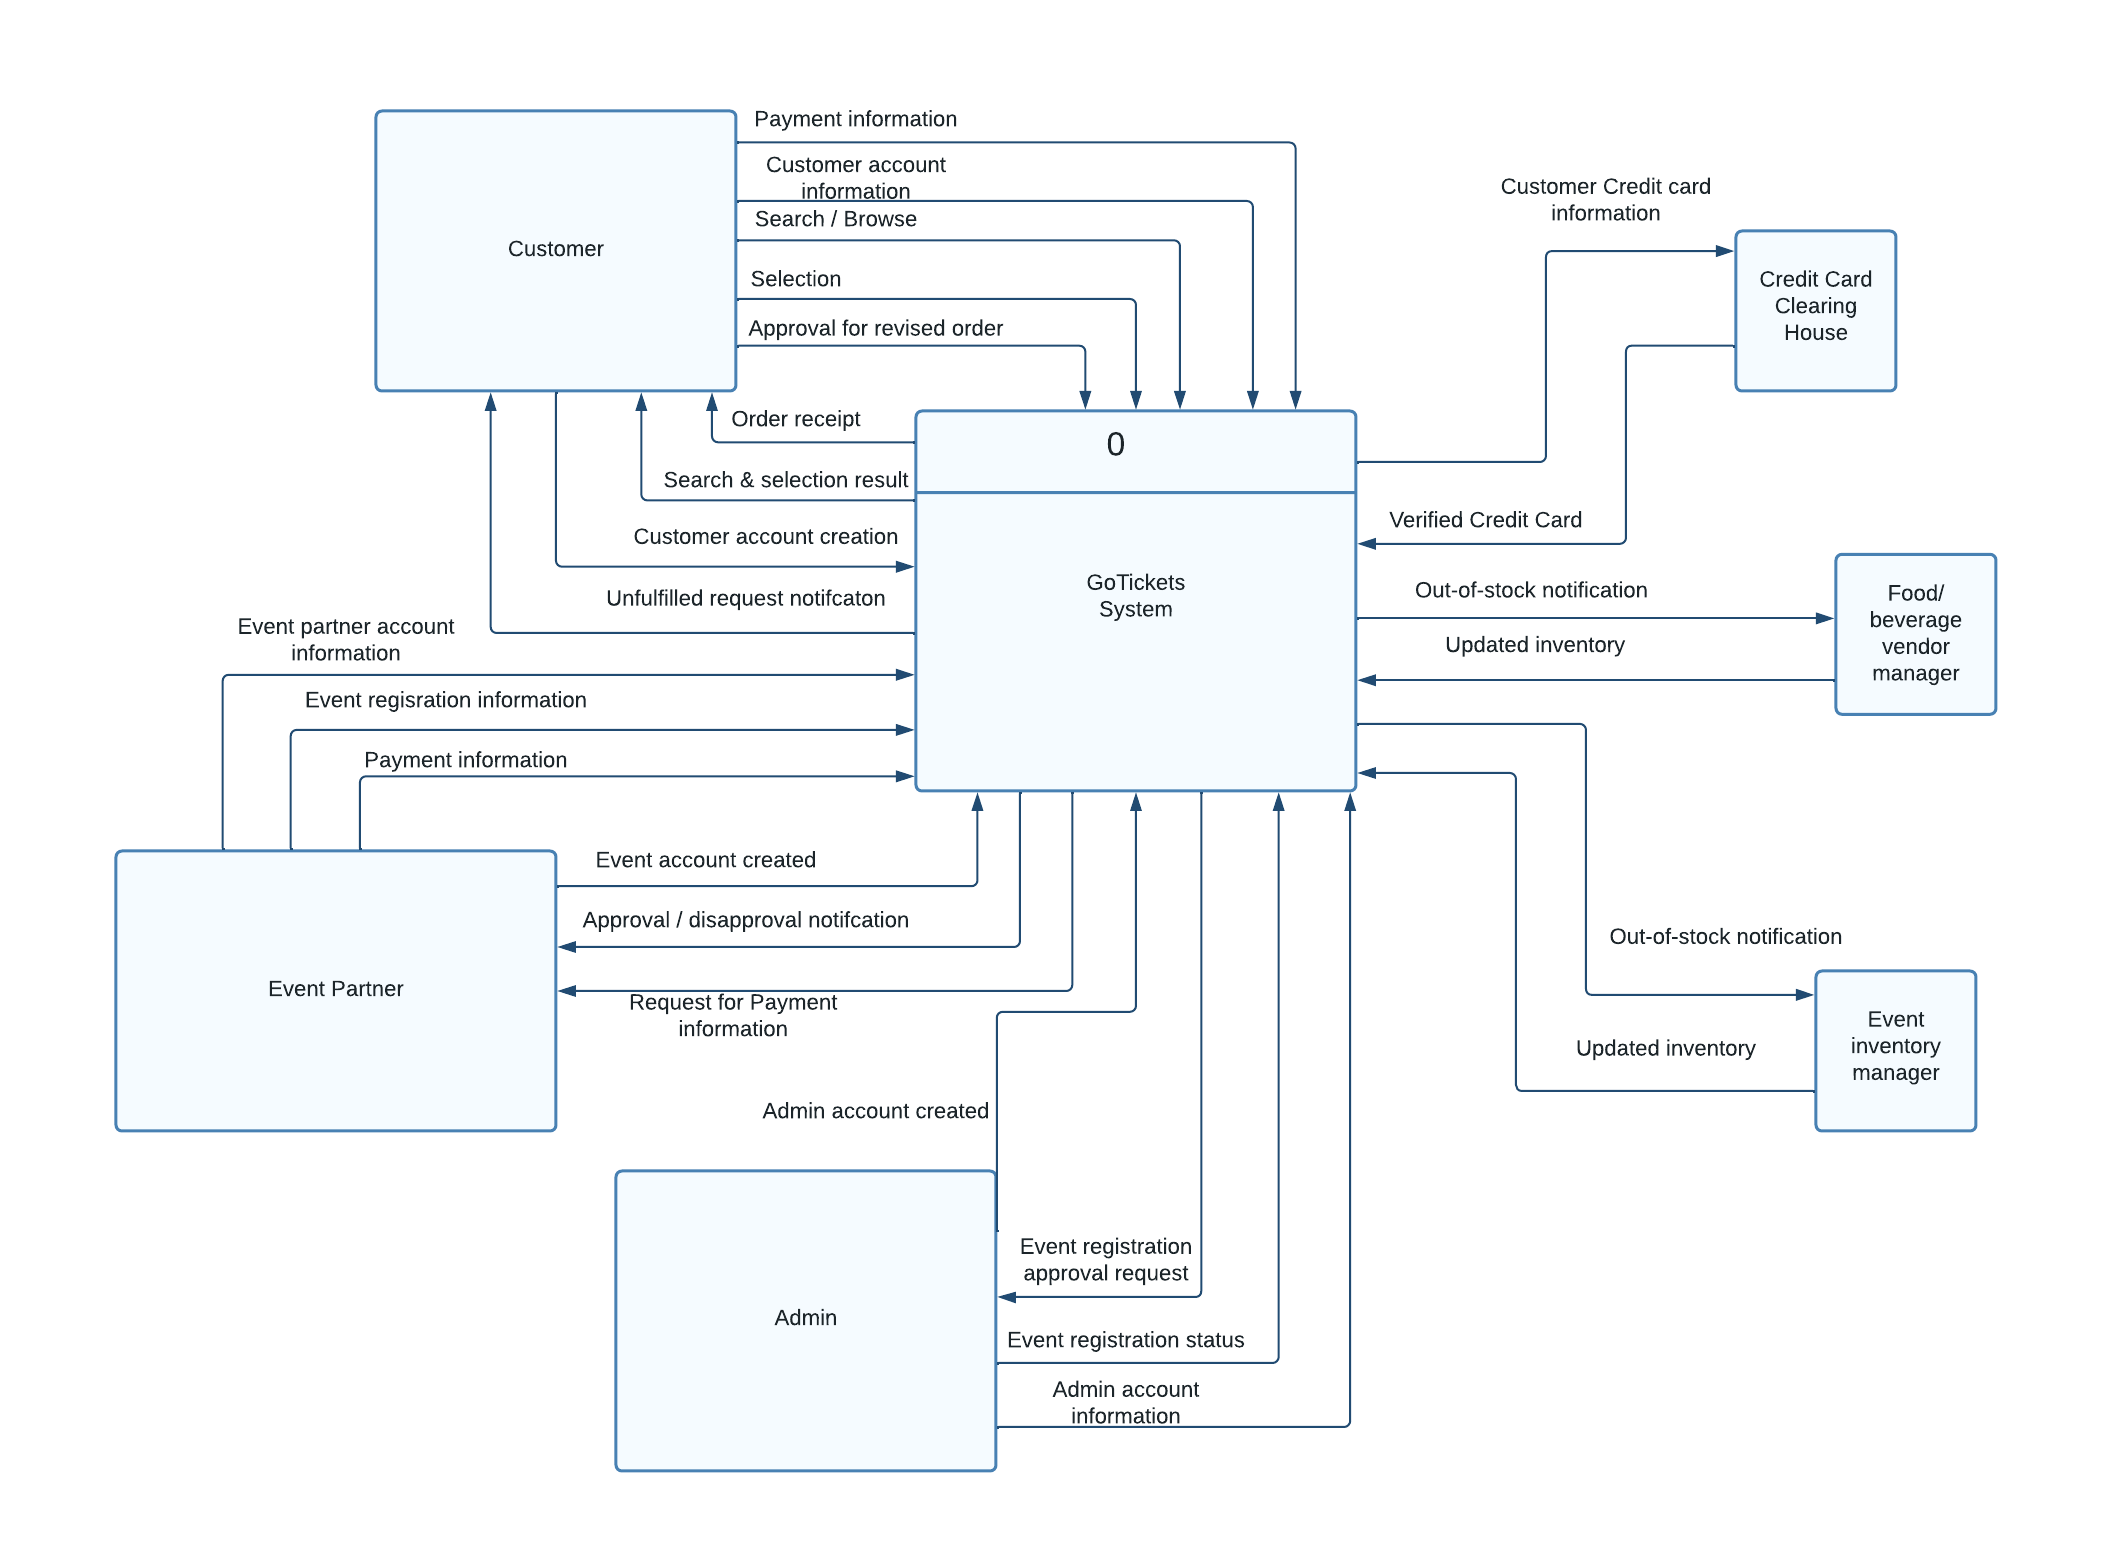 Payment information
Customer account
information
Search / Browse
Customer
Selection
Approval for revised order
Customer Credit card
information
Credit Card
Clearing
House
Order receipt
0
Search & selection result
Customer account creation
Verified Credit Card
GoTickets
System
Unfulfilled request notifcaton
Out-of-stock notification
Food/
beverage
vendor
manager
Updated inventory
Event partner account
information
Event regisration information
Payment information
Event account created
Approval / disapproval notifcation
Event Partner
Request for Payment
information
Out-of-stock notification
Event
inventory
manager
Updated inventory
Admin account created
Event registration
approval request
Admin
Event registration status
Admin account
information